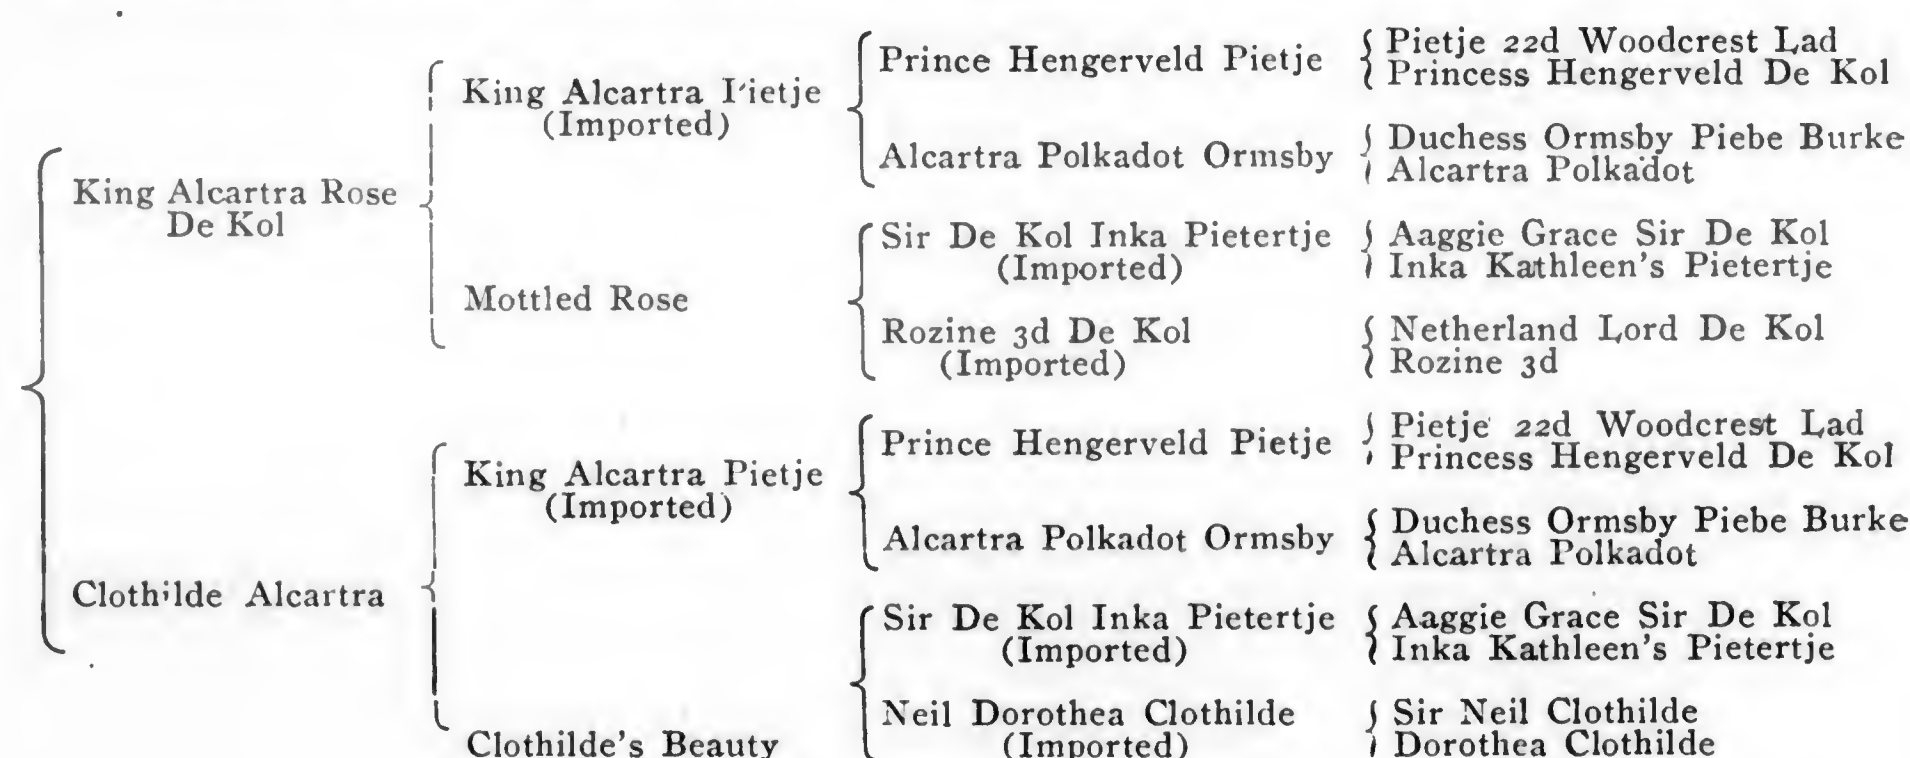 King Alcartra Rose
De Kol
King Alcartra Pietje
(Imported)
Prince Hengerveld Pietje
Pietje 22d Woodcrest Lad
Princess Hengerveld De Kol
Alcartra Polkadot Ormsby
Duchess Ormsby Piebe Burke
Alcartra Polkadot
Mottled Rose
Sir De Kol Inka Pietertje
(Imported)
Aaggie Grace Sir De Kol
Inka Kathleen's Pietertje
Rozine 3d De Kol
(Imported)
Netherland Lord De Kol
Rozine 3d
Clothilde Alcartra
King Alcartra Pietje
(Imported)
Prince Hengerveld Pietje
Pietje 22d Woodcrest Lad
Princess Hengerveld De Kol
Alcartra Polkadot Ormsby
Duchess Ormsby Piebe Burke
Alcartra Polkadot
Clothilde's Beauty
Sir De Kol Inka Pietertje
(Imported)
Aaggie Grace Sir De Kol
Inka Kathleen's Pietertje
Neil Dorothea Clothilde
(Imported)
Sir Neil Clothilde
Dorothea Clothilde